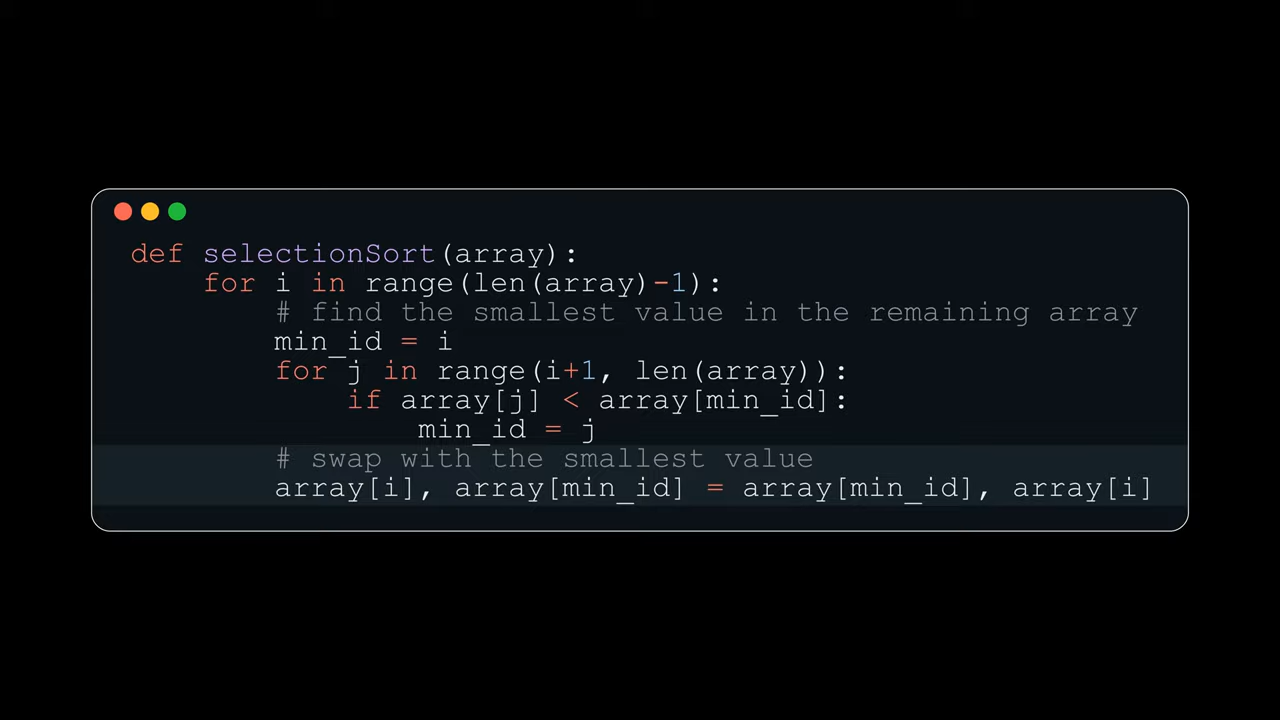 def selectionSort(array):
    for i in range(len(array)-1):
        # find the smallest value in the remaining array
        min_id = i
        for j in range(i+1, len(array)):
            if array[j] < array[min_id]:
                min_id = j
        # swap with the smallest value
        array[i], array[min_id] = array[min_id], array[i]